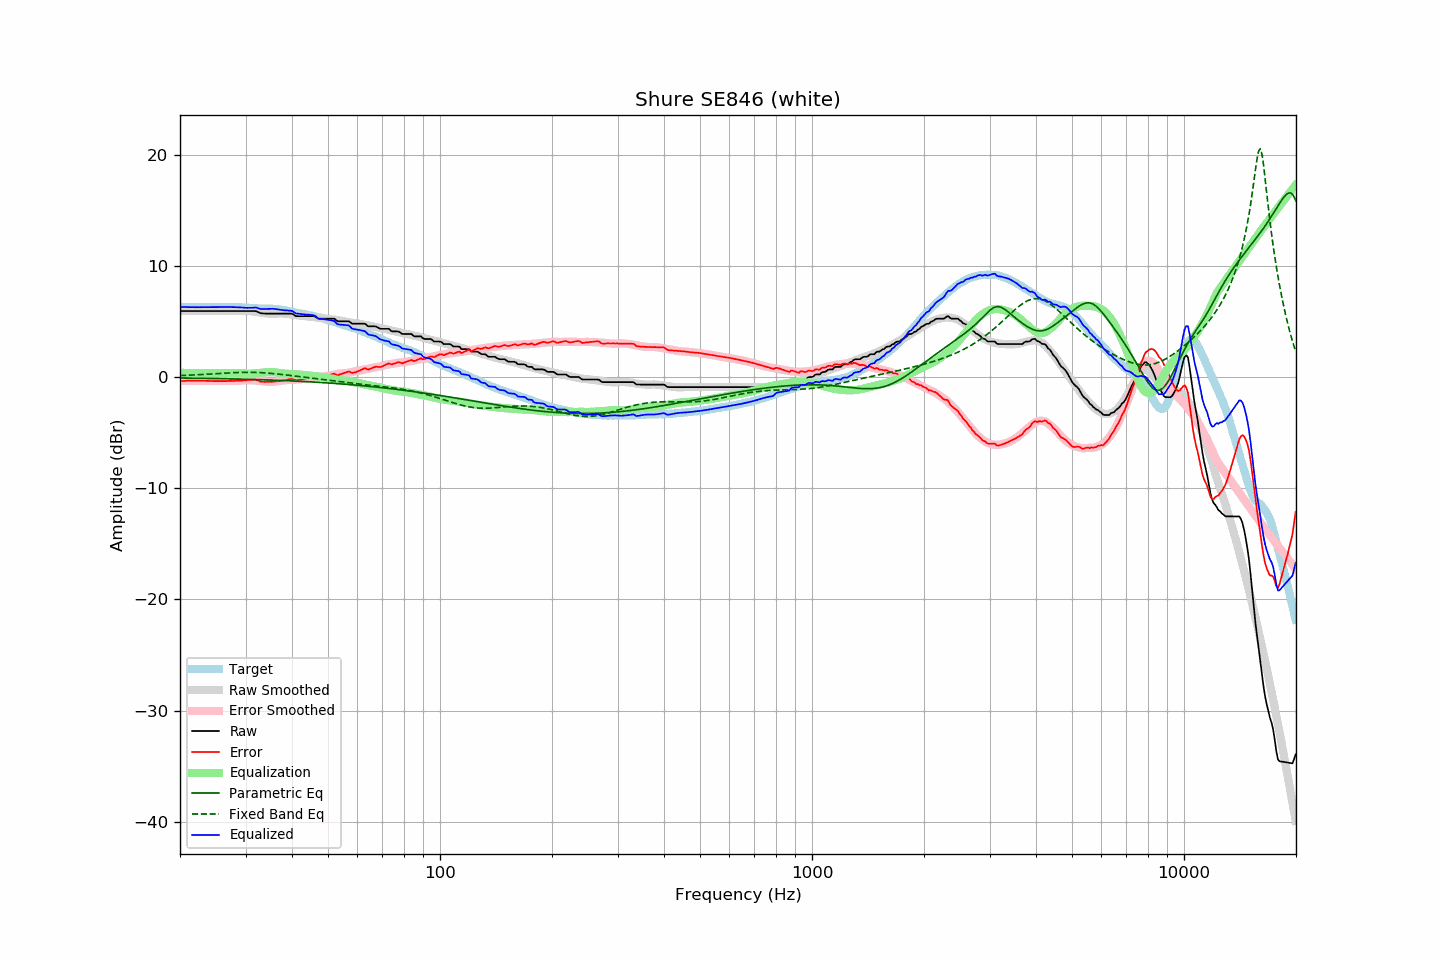 Shure SE846 (white)
20
10
0
−10
−20
−30
−40
Amplitude (dBr)
Target
Raw Smoothed
Error Smoothed
Raw
Error
Equalization
Parametric Eq
Fixed Band Eq
Equalized
100
1000
10000
Frequency (Hz)